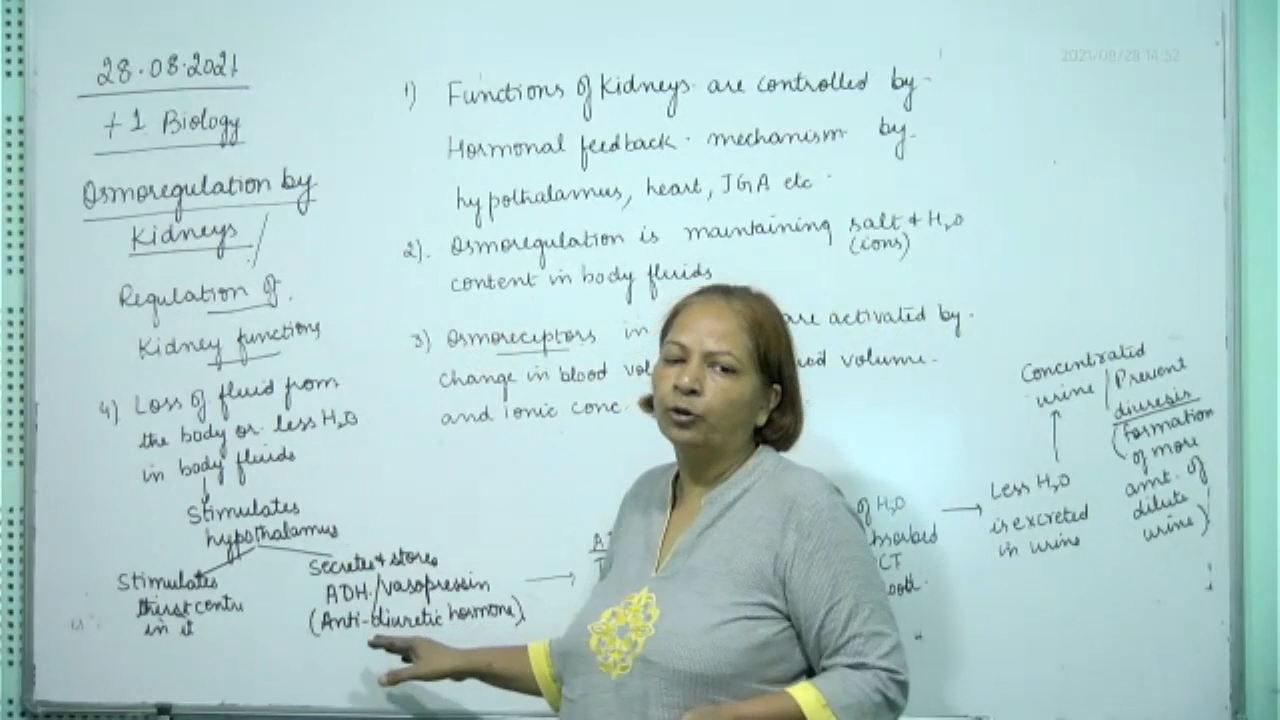 28.08.2021
+1 Biology
Osmoregulation by
Kidneys /
Regulation of
Kidney functions
4) Loss of fluid from
the body or less H2O
in body fluids
Stimulates
hypothalamus
Stimulates
thirst centre
in it
Secretes & stores
ADH/Vasopressin
(Anti-diuretic hormone)
1) Functions of Kidneys are controlled by
Hormonal feedback mechanism by
hypothalamus, heart, JGA etc.
2). Osmoregulation is maintaining salt & H2O
(cons)
content in body fluids
3) Osmoreceptors in are activated by
change in blood volume
and ionic conc.
of H2O
CT
Less H2O
is excreted
in urine
Concentrated
urine / Prevent
diuresis
(formation
of more
amt. of
dilute
urine)
2021/08/28 14:52